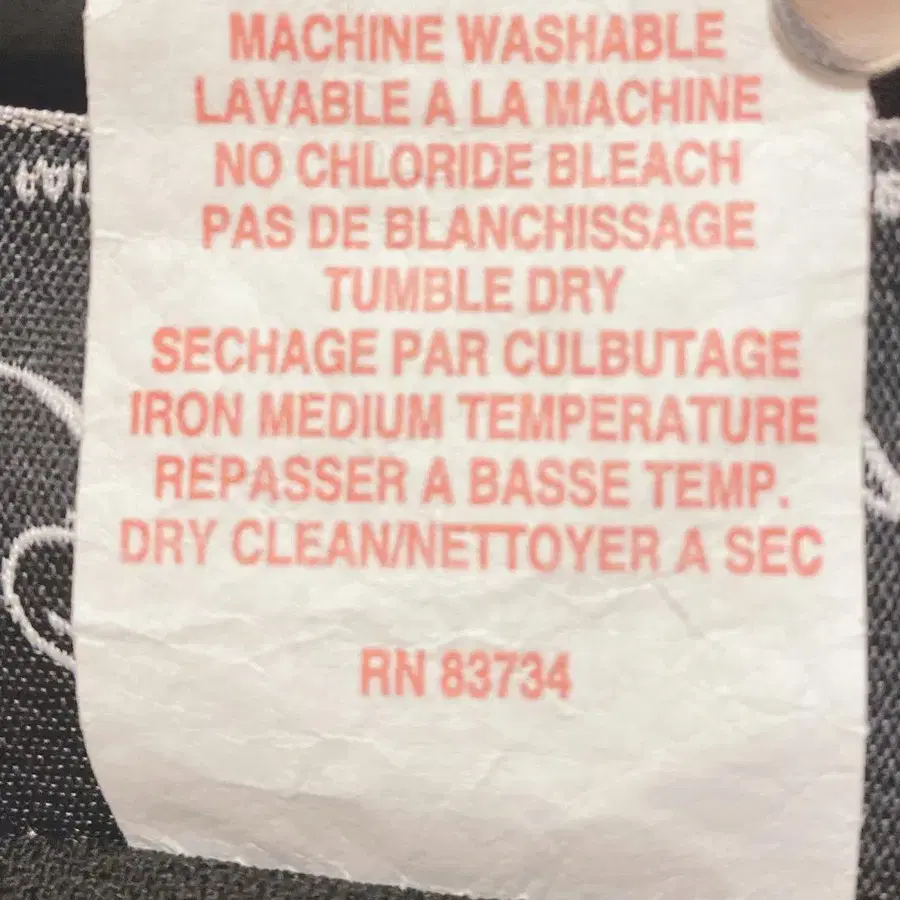 MACHINE WASHABLE
LAVABLE A LA MACHINE
NO CHLORIDE BLEACH
PAS DE BLANCHISSAGE
TUMBLE DRY
SECHAGE PAR CULBUTAGE
IRON MEDIUM TEMPERATURE
REPASSER A BASSE TEMP.
DRY CLEAN/NETTOYER A SEC
RN 83734